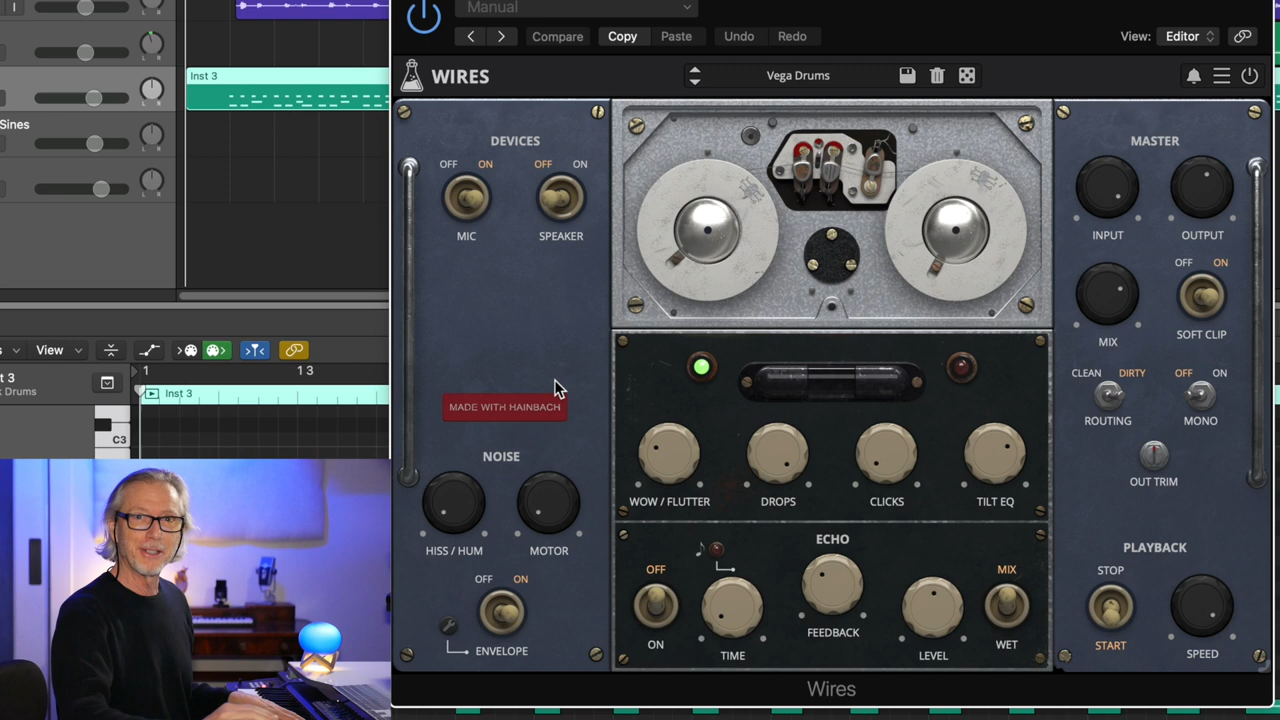 Manual
Compare Copy Paste Undo Redo View: Editor
WIRES Vega Drums
I
Inst 3
Sines
View
1 1 3
t 3
Inst 3
k Drums
C3
DEVICES
OFF ON OFF ON
MIC SPEAKER
MADE WITH HAINBACH
NOISE
HISS / HUM MOTOR
OFF ON
ENVELOPE
WOW / FLUTTER DROPS CLICKS TILT EQ
ECHO
OFF MIX
ON TIME FEEDBACK LEVEL WET
MASTER
INPUT OUTPUT
OFF ON
MIX SOFT CLIP
CLEAN DIRTY OFF ON
ROUTING MONO
OUT TRIM
PLAYBACK
STOP
START SPEED
Wires
L R
L R
L R
L R
L R